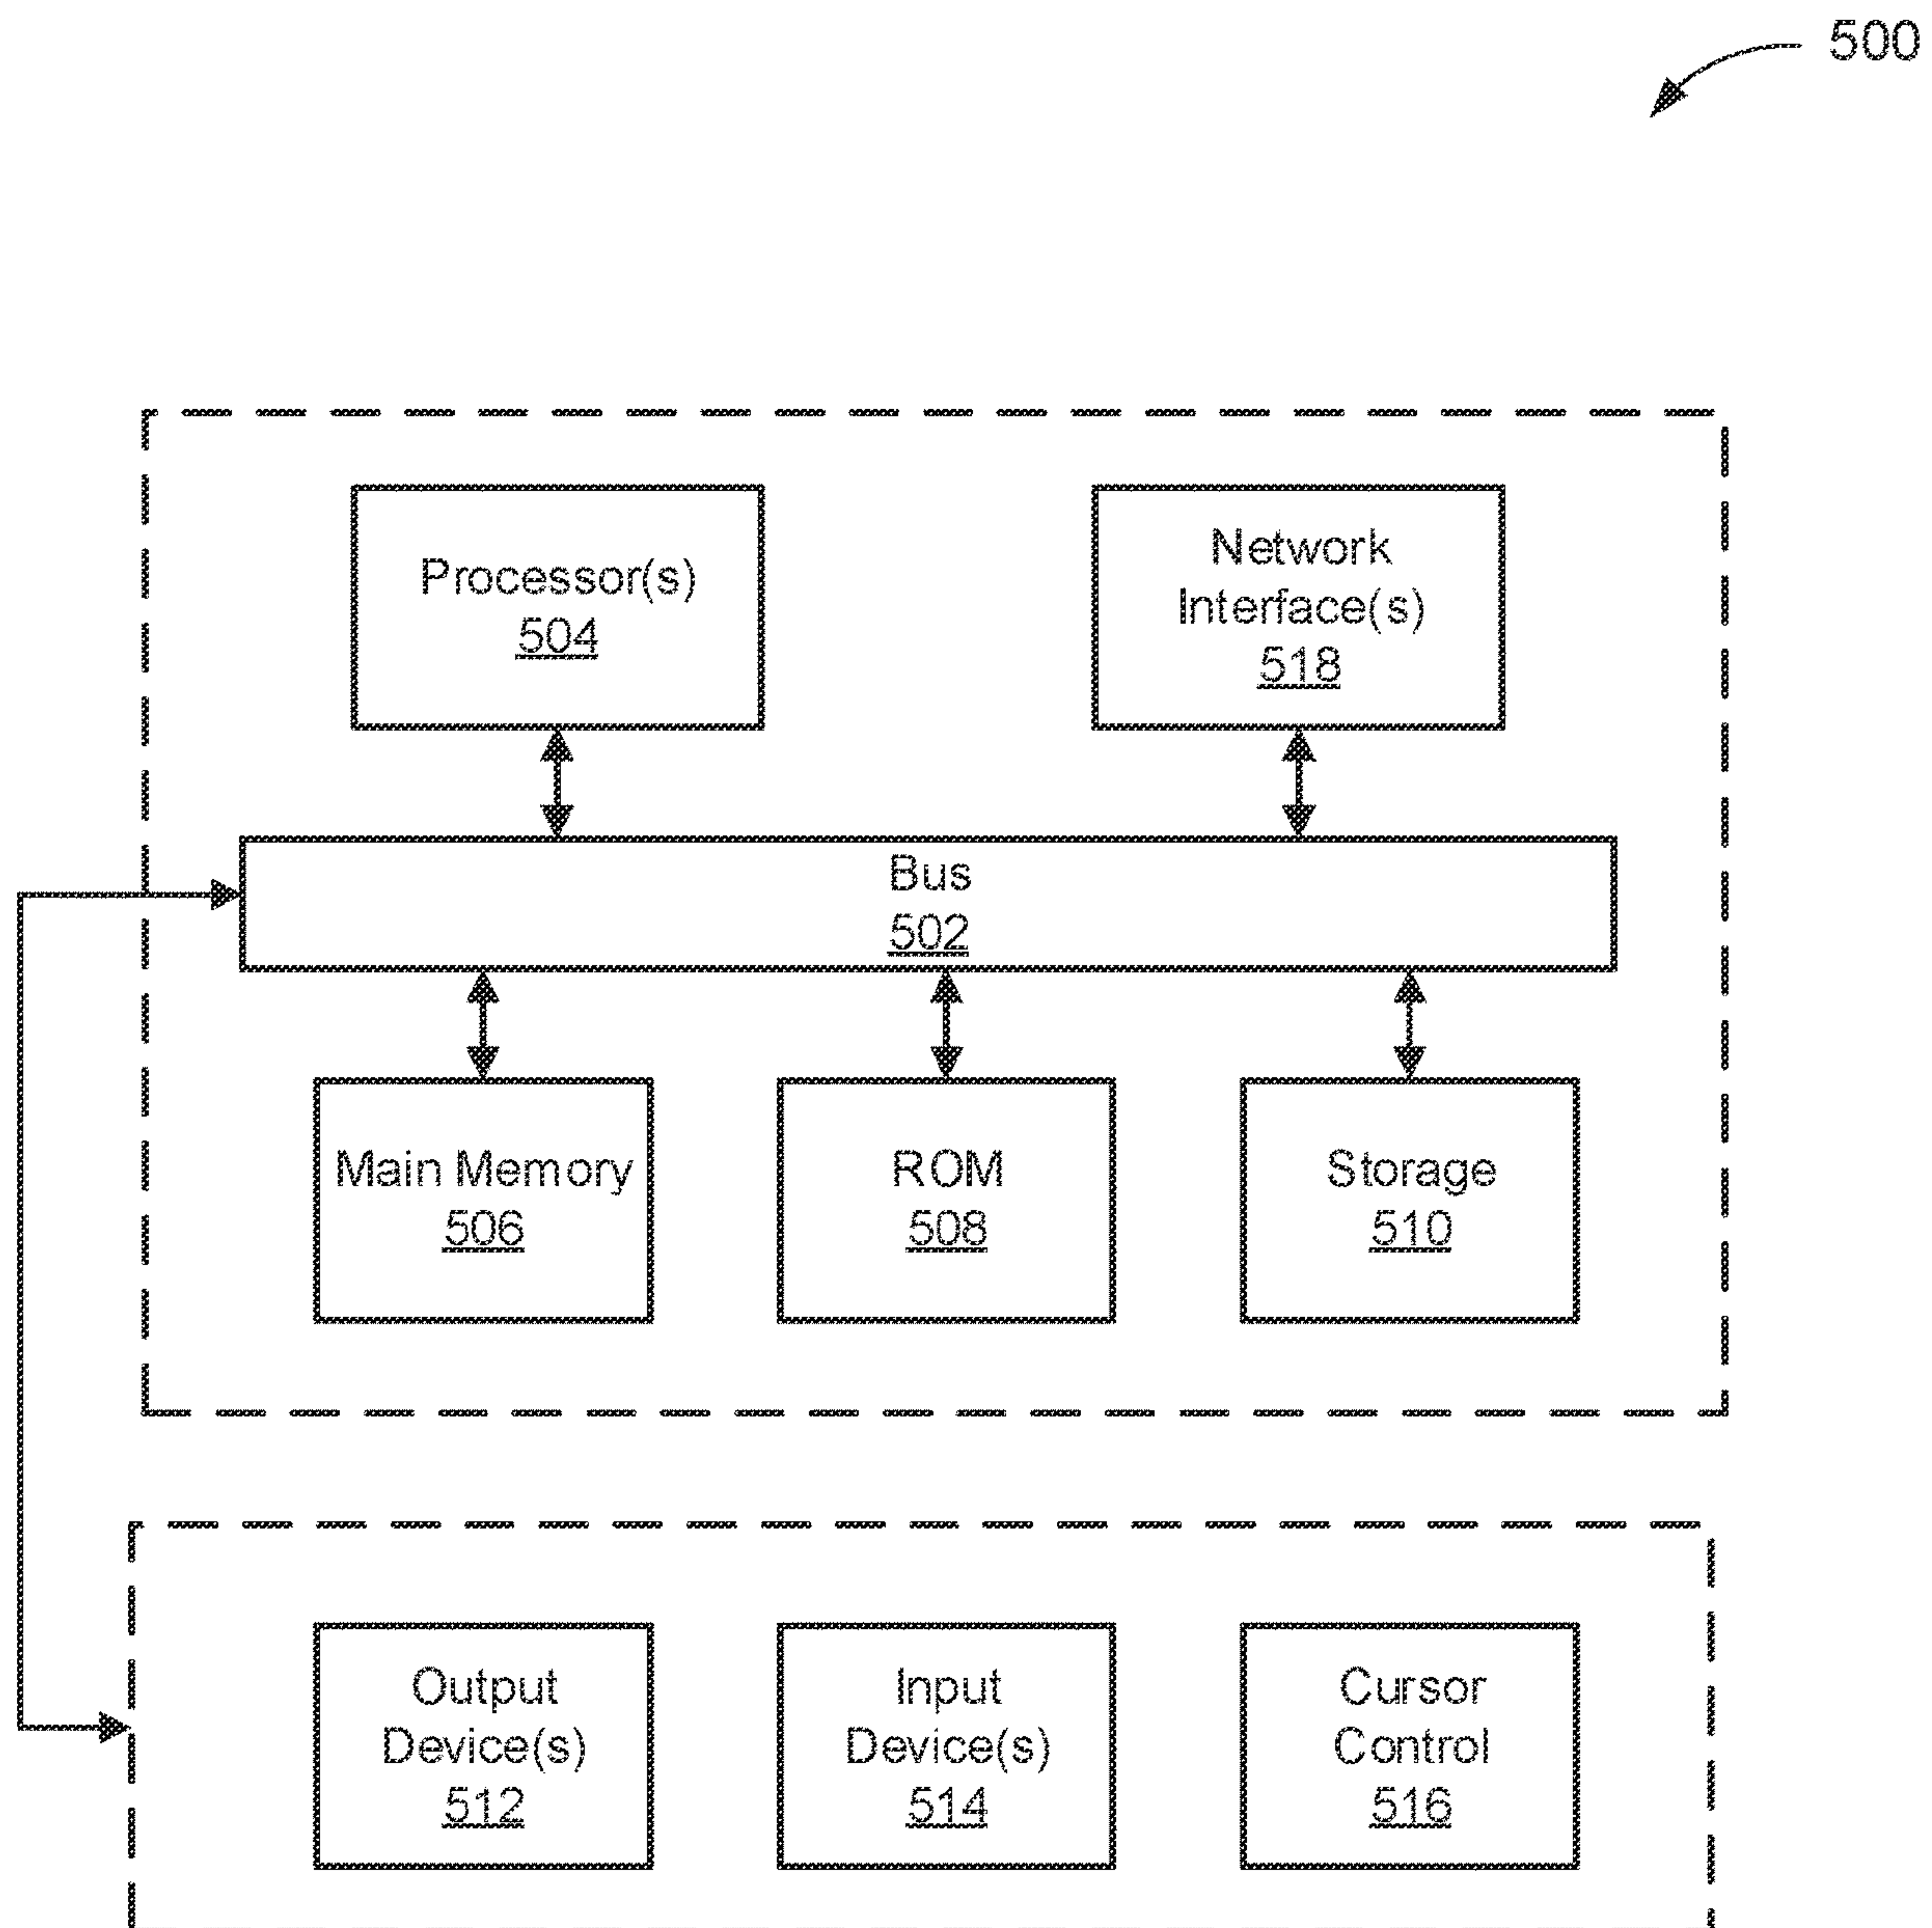 500
Processor(s)
504
Network
Interface(s)
518
Bus
502
Main Memory
506
ROM
508
Storage
510
Output
Device(s)
512
Input
Device(s)
514
Cursor
Control
516